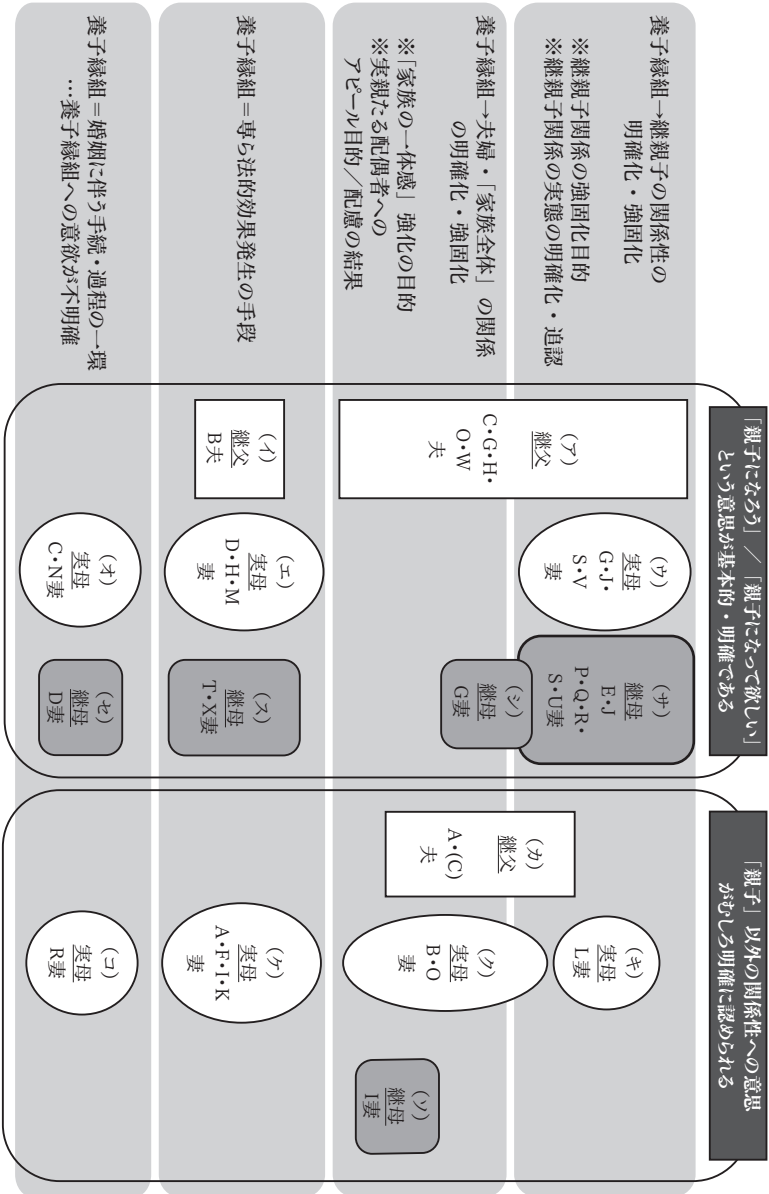 「親子になろう」／「親子になって欲しい」
という意思が基本的・明確である
「親子」以外の関係性への意思
がむしろ明確に認められる
養子縁組→継親子の関係性の
明確化・強固化
※継親子関係の強固化目的
※継親子関係の実態の明確化・追認
養子縁組→夫婦・「家族全体」の関係
の明確化・強固化
※「家族の一体感」強化の目的
※実親たる配偶者への
アピール目的／配慮の結果
養子縁組＝専ら法的効果発生の手段
養子縁組＝婚姻に伴う手続・過程の一環
…養子縁組への意欲が不明確
(ア)
継父
C・G・H・
O・W
夫
(イ)
継父
B夫
(ウ)
実母
G・J・
S・V
妻
(エ)
実母
D・H・M
妻
(オ)
実母
C・N妻
(サ)
継母
E・J
P・Q・R・
S・U妻
(シ)
継母
G妻
(ス)
継母
T・X妻
(セ)
継母
D妻
(カ)
継父
A・(C)
夫
(キ)
実母
L妻
(ク)
実母
B・O
妻
(ケ)
実母
A・F・I・K
妻
(コ)
実母
R妻
(ソ)
継母
I妻